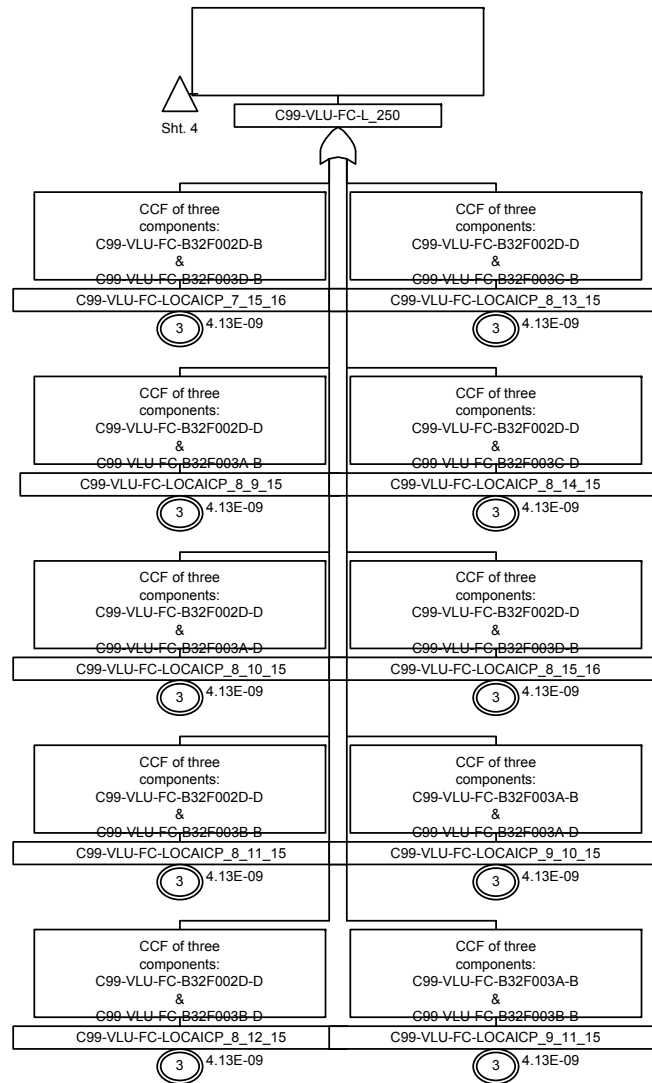 Sht. 4
C99-VLU-FC-L_250
CCF of three
components:
C99-VLU-FC-B32F002D-B
&
C99-VLU-FC-B32F003D-B
C99-VLU-FC-LOCAICP_7_15_16
3
4.13E-09
CCF of three
components:
C99-VLU-FC-B32F002D-D
&
C99-VLU-FC-B32F003C-B
C99-VLU-FC-LOCAICP_8_13_15
3
4.13E-09
CCF of three
components:
C99-VLU-FC-B32F002D-D
&
C99-VLU-FC-B32F003A-B
C99-VLU-FC-LOCAICP_8_9_15
3
4.13E-09
CCF of three
components:
C99-VLU-FC-B32F002D-D
&
C99-VLU-FC-B32F003C-D
C99-VLU-FC-LOCAICP_8_14_15
3
4.13E-09
CCF of three
components:
C99-VLU-FC-B32F002D-D
&
C99-VLU-FC-B32F003A-D
C99-VLU-FC-LOCAICP_8_10_15
3
4.13E-09
CCF of three
components:
C99-VLU-FC-B32F002D-D
&
C99-VLU-FC-B32F003D-B
C99-VLU-FC-LOCAICP_8_15_16
3
4.13E-09
CCF of three
components:
C99-VLU-FC-B32F002D-D
&
C99-VLU-FC-B32F003B-B
C99-VLU-FC-LOCAICP_8_11_15
3
4.13E-09
CCF of three
components:
C99-VLU-FC-B32F003A-B
&
C99-VLU-FC-B32F003A-D
C99-VLU-FC-LOCAICP_9_10_15
3
4.13E-09
CCF of three
components:
C99-VLU-FC-B32F002D-D
&
C99-VLU-FC-B32F003B-D
C99-VLU-FC-LOCAICP_8_12_15
3
4.13E-09
CCF of three
components:
C99-VLU-FC-B32F003A-B
&
C99-VLU-FC-B32F003B-B
C99-VLU-FC-LOCAICP_9_11_15
3
4.13E-09